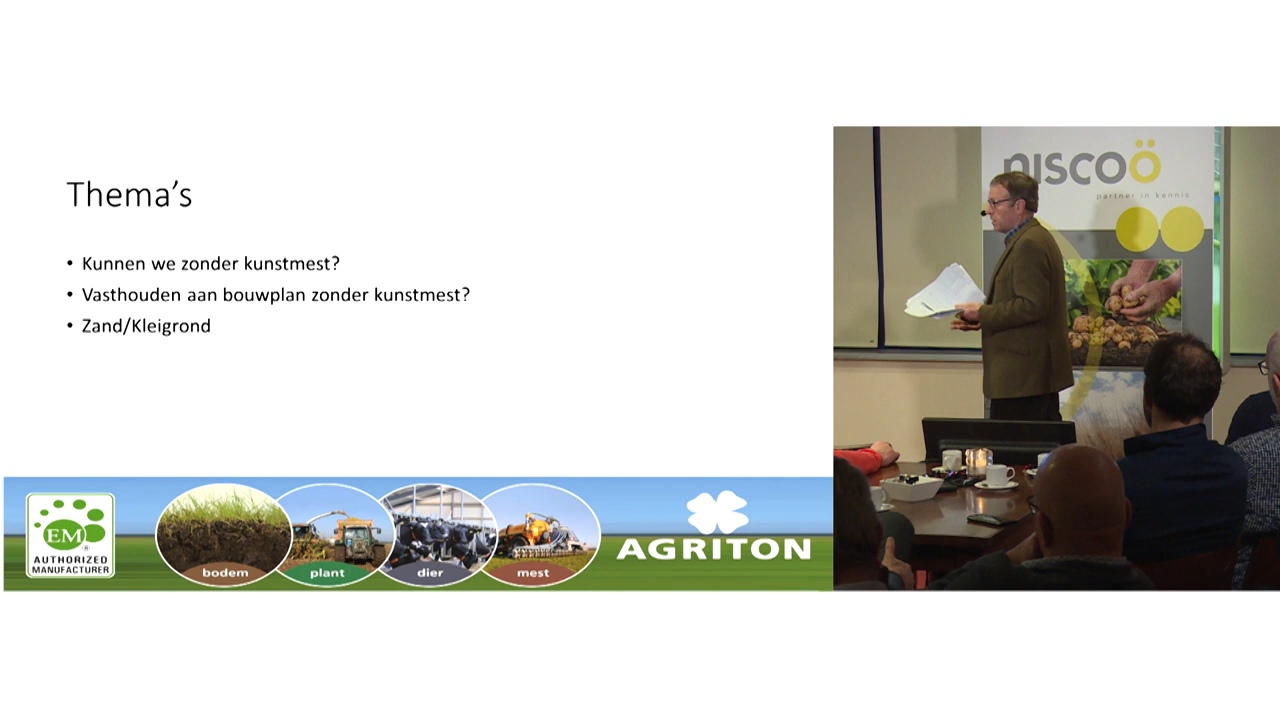 Thema's
• Kunnen we zonder kunstmest?
• Vasthouden aan bouwplan zonder kunstmest?
• Zand/Kleigrond
EM
®
AUTHORIZED
MANUFACTURER
bodem
plant
dier
mest
AGRITON
niscoö
partner in kennis